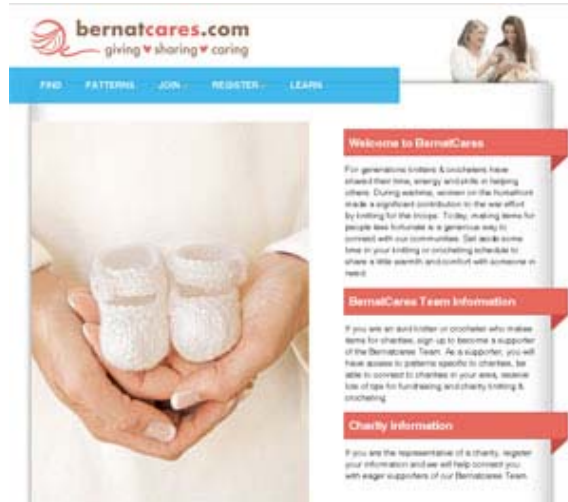 bernatcares.com
giving ♥ sharing ♥ caring
FIND PATTERNS JOIN REGISTER LEARN
Welcome to BernatCares
For generations knitters & crocheters have
shared their time, energy and skills in helping
others. During wartime, women on the homefront
made a significant contribution to the war effort
by knitting for the troops. Today, making items for
people less fortunate is a generous way to
connect with our communities. Set aside some
time in your knitting or crocheting schedule to
share a little warmth and comfort with someone in
need.
BernatCares Team Information
If you are an avid knitter or crocheter who makes
items for charities, sign up to become a supporter
of the Bernatcares Team. As a supporter, you will
have access to patterns specific to charities, be
able to connect to charities in your area, receive
lots of tips for fundraising and charity knitting &
crocheting.
Charity Information
If you are the representative of a charity, register
your information and we will help connect you
with eager supporters of our Bernatcares Team.